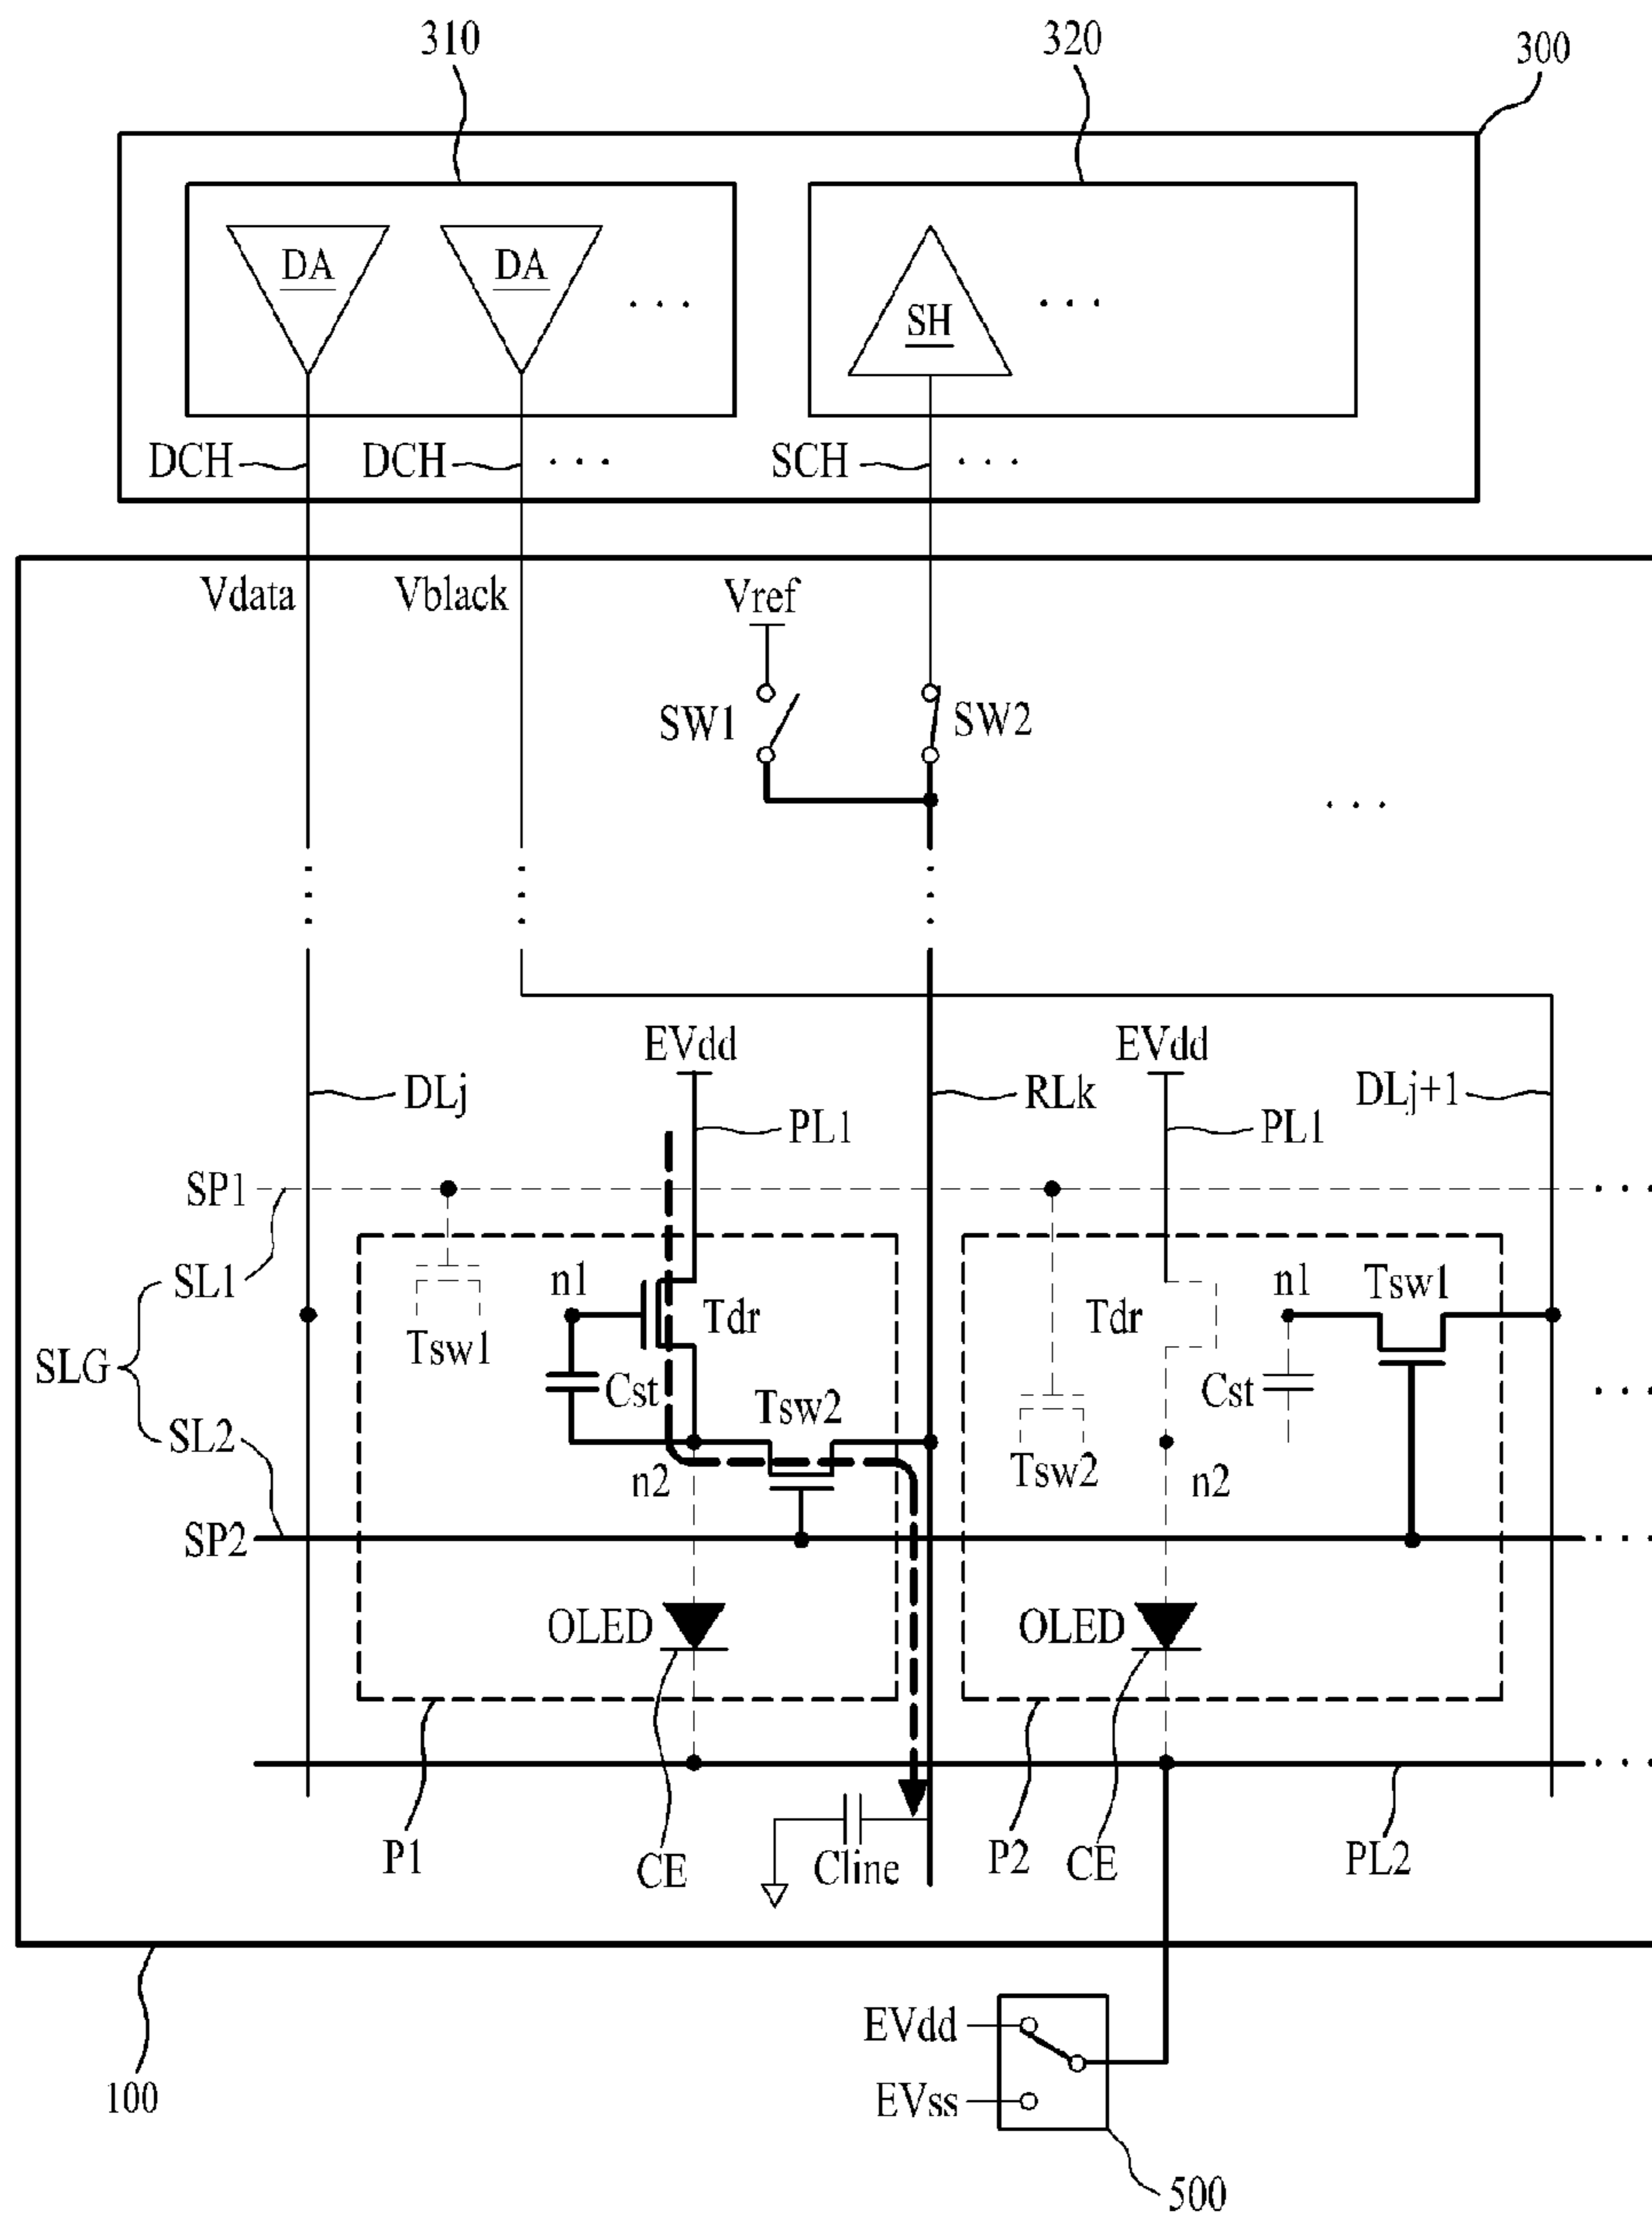 310
320
300
DA
DA
. . .
SH
. . .
DCH
DCH
. . .
SCH
. . .
Vdata
Vblack
Vref
SW1
SW2
. . .
EVdd
EVdd
DLj
RLk
DLj+1
PL1
PL1
SP1
. . .
SL1
n1
n1
Tsw1
Tdr
Tdr
Tsw1
SLG
Cst
Cst
. . .
Tsw2
SL2
n2
Tsw2
n2
SP2
. . .
OLED
OLED
. . .
P1
CE
Cline
P2
CE
PL2
EVdd
100
EVss
500